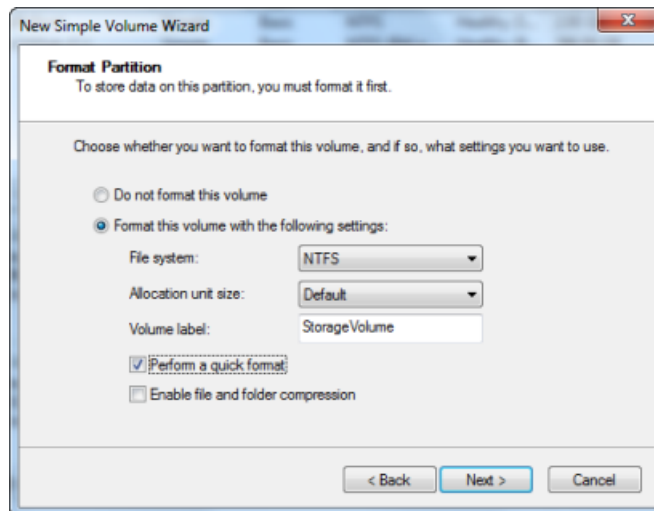 New Simple Volume Wizard
Format Partition
To store data on this partition, you must format it first.
Choose whether you want to format this volume, and if so, what settings you want to use.
Do not format this volume
Format this volume with the following settings:
File system: NTFS
Allocation unit size: Default
Volume label: StorageVolume
Perform a quick format
Enable file and folder compression
< Back Next > Cancel